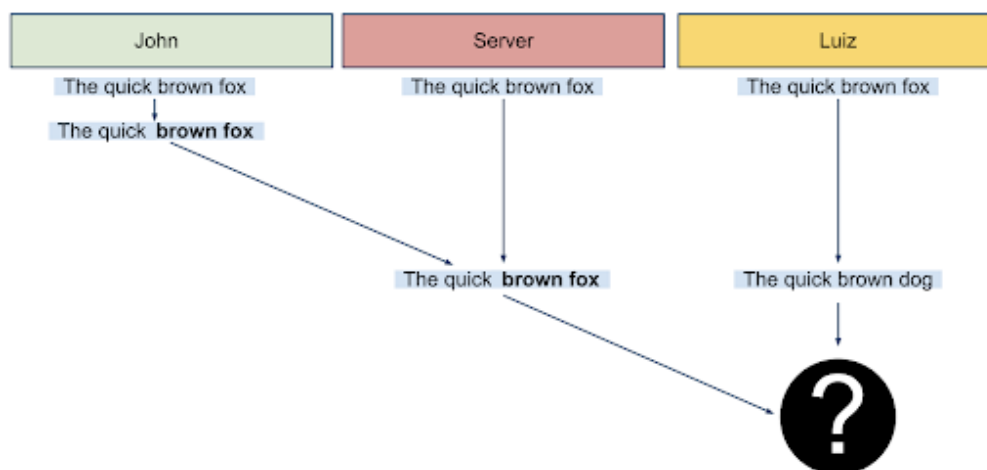 John
Server
Luiz
The quick brown fox
The quick brown fox
The quick brown fox
The quick brown fox
The quick brown fox
The quick brown dog
?